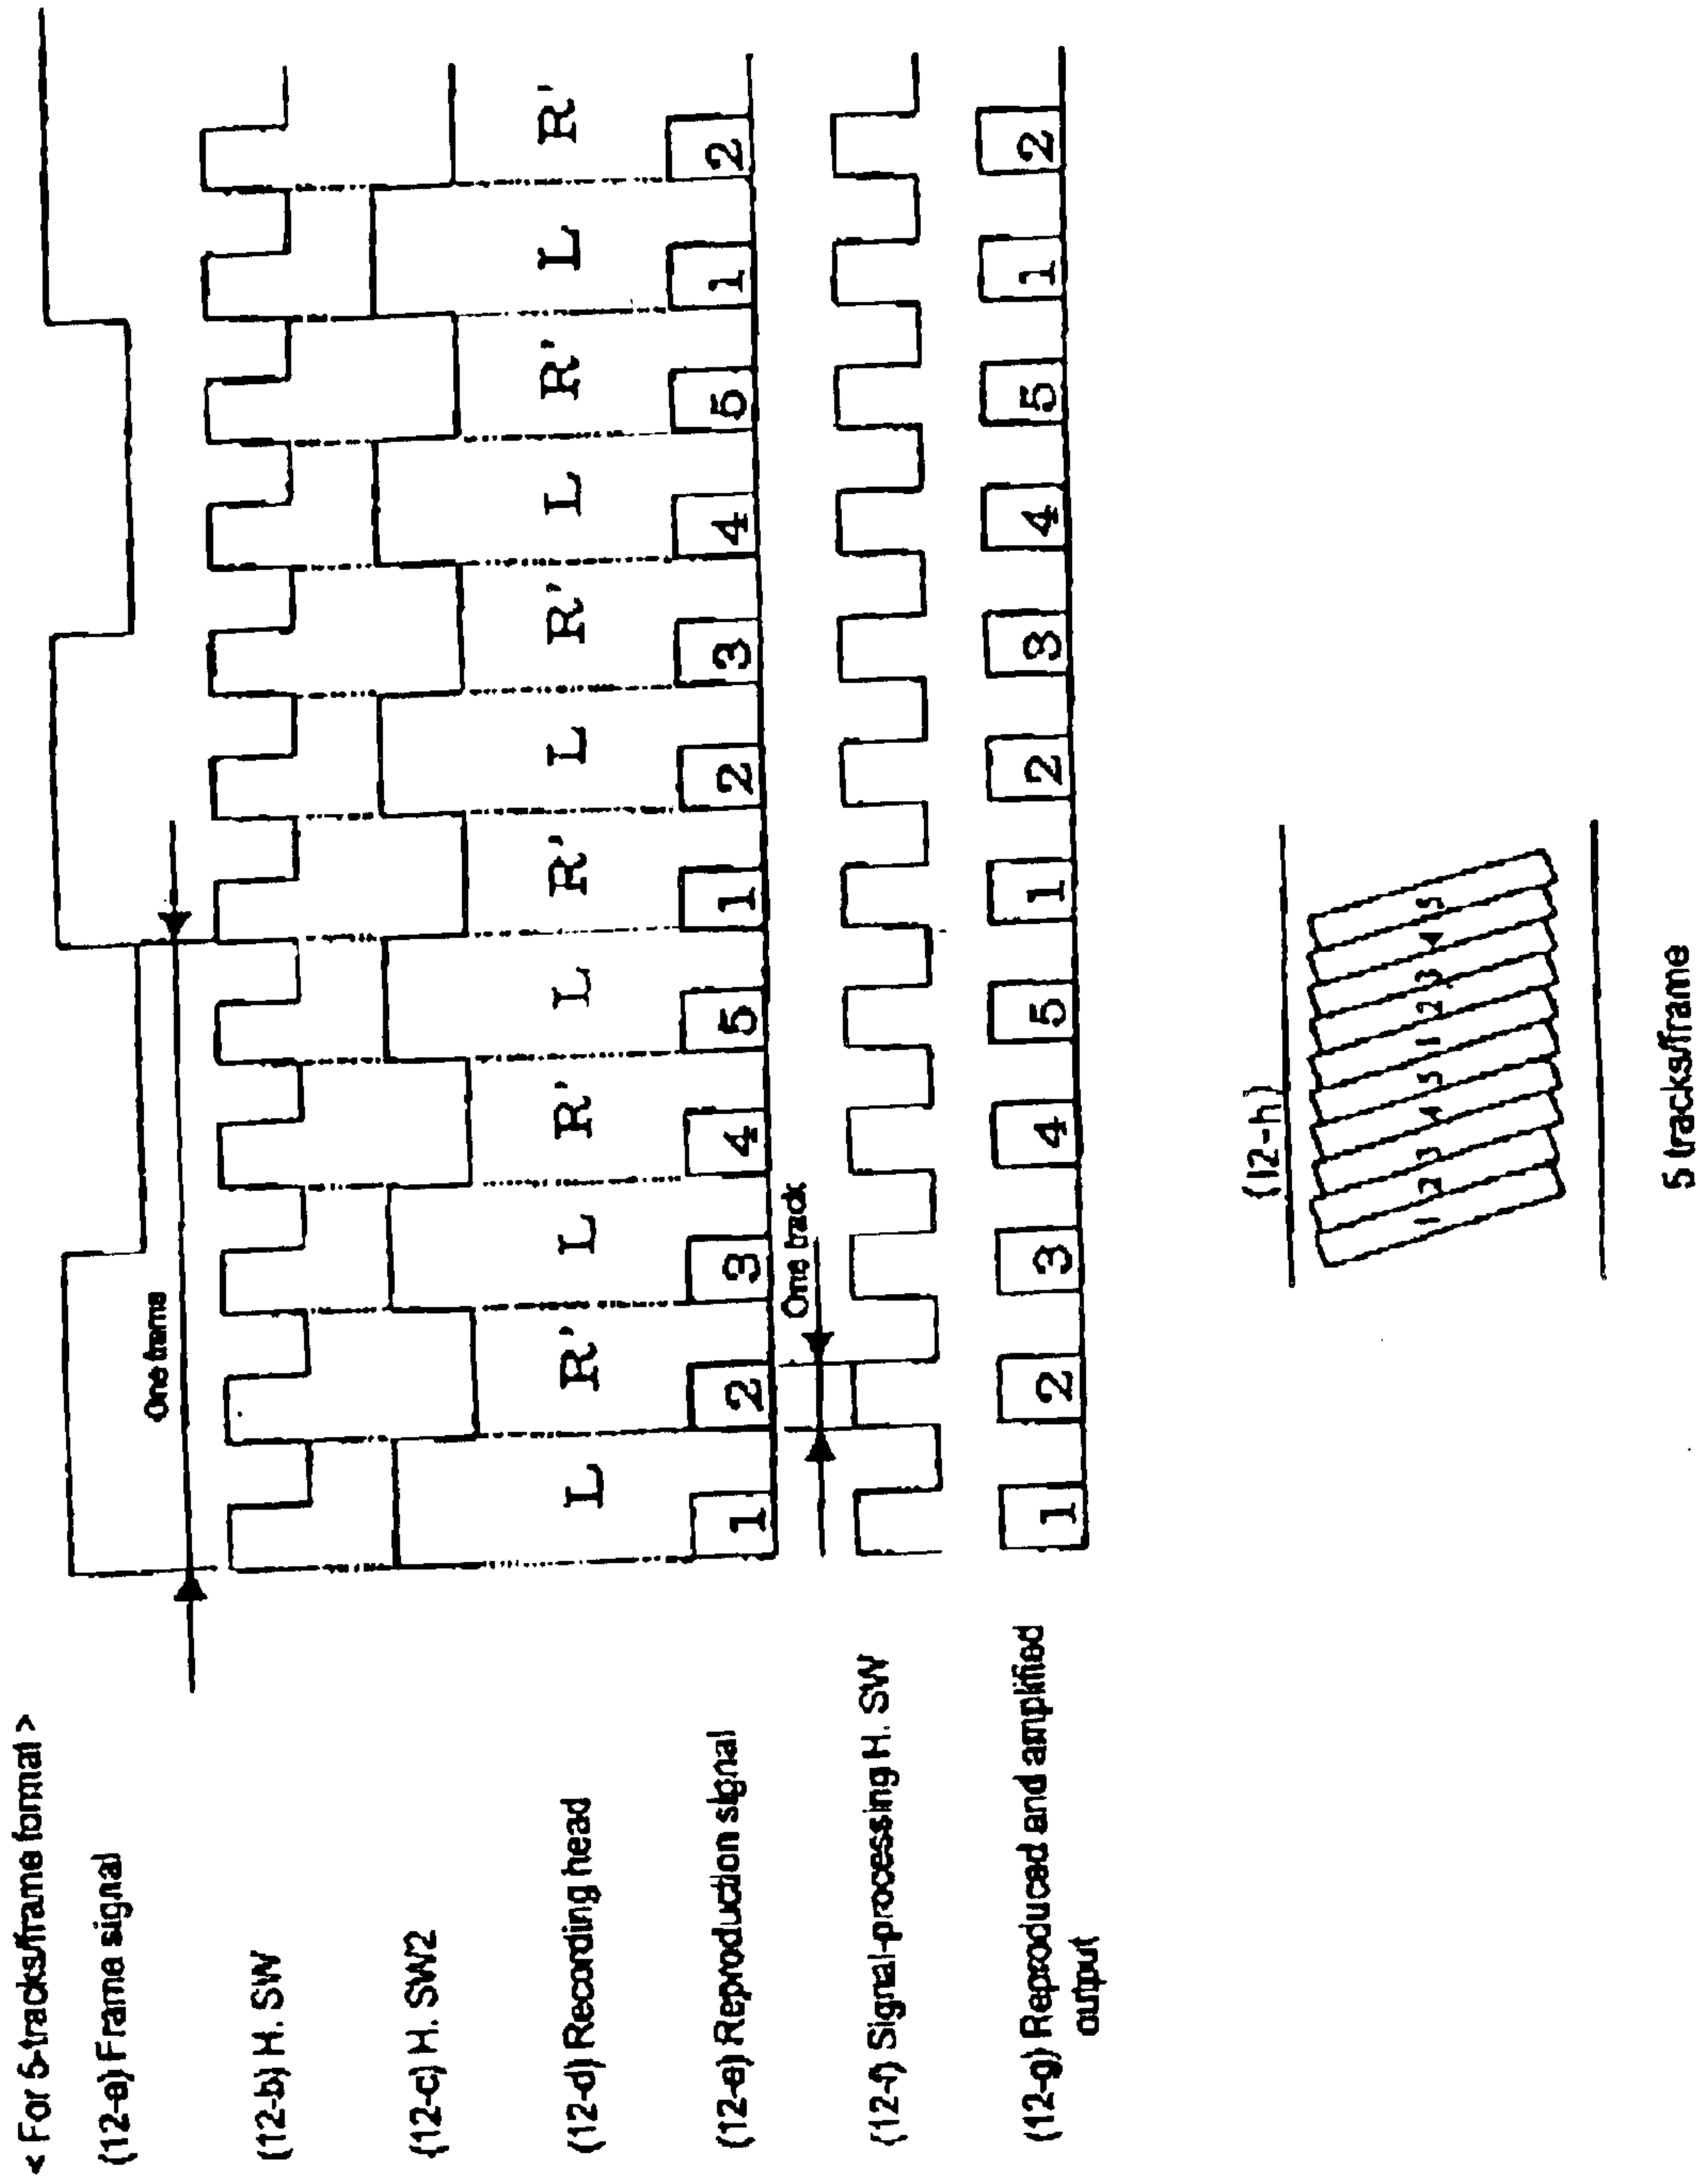 < For 5-tracks/frame format >
(12-a) Frame signal
One frame
(12-b) H. SW
(12-c) H. SW2
(12-d) Recording head
L R' L R' L R' L R' L R' L R'
(12-e) Reproduction signal
1 2 3 4 5 1 2 3 4 5 1 2
One track
(12-f) Signal-processing H. SW
(12-g) Reproduced and amplified
output
1 2 3 4 5 1 2 3 4 5 1 2
(12-h)
1 2 3 4 5 1 2 3 4 5
5 tracks/frame